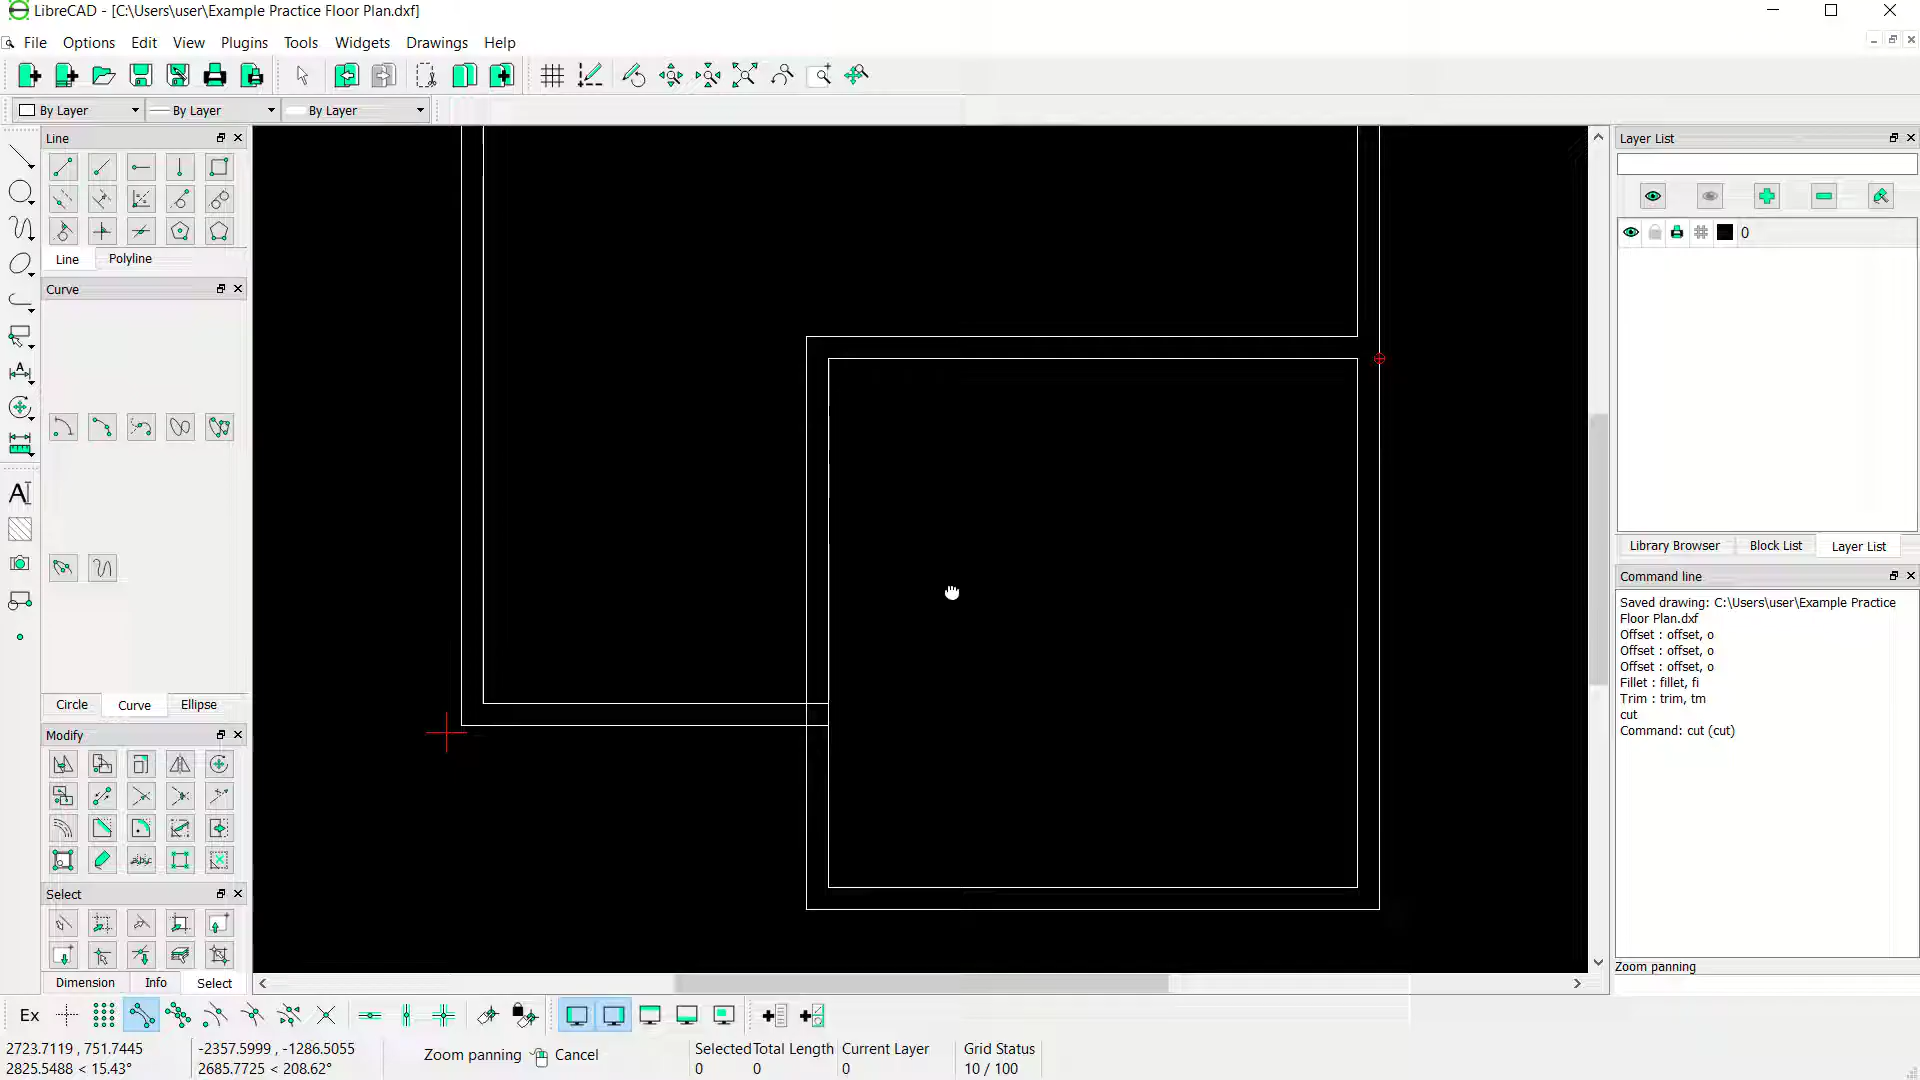 LibreCAD - [C:\Users\user\Example Practice Floor Plan.dxf]
File Options Edit View Plugins Tools Widgets Drawings Help
By Layer By Layer By Layer
Line
Line Polyline
Curve
Circle Curve Ellipse
Modify
Select
Dimension Info Select
Layer List
0
Library Browser Block List Layer List
Command line
Saved drawing: C:\Users\user\Example Practice
Floor Plan.dxf
Offset : offset, o
Offset : offset, o
Offset : offset, o
Fillet : fillet, fi
Trim : trim, tm
cut
Command: cut (cut)
Zoom panning
Ex
2723.7119 , 751.7445
2825.5488 < 15.43°
-2357.5999 , -1286.5055
2685.7725 < 208.62°
Zoom panning Cancel
Selected Total Length Current Layer Grid Status
0 0 0 10 / 100